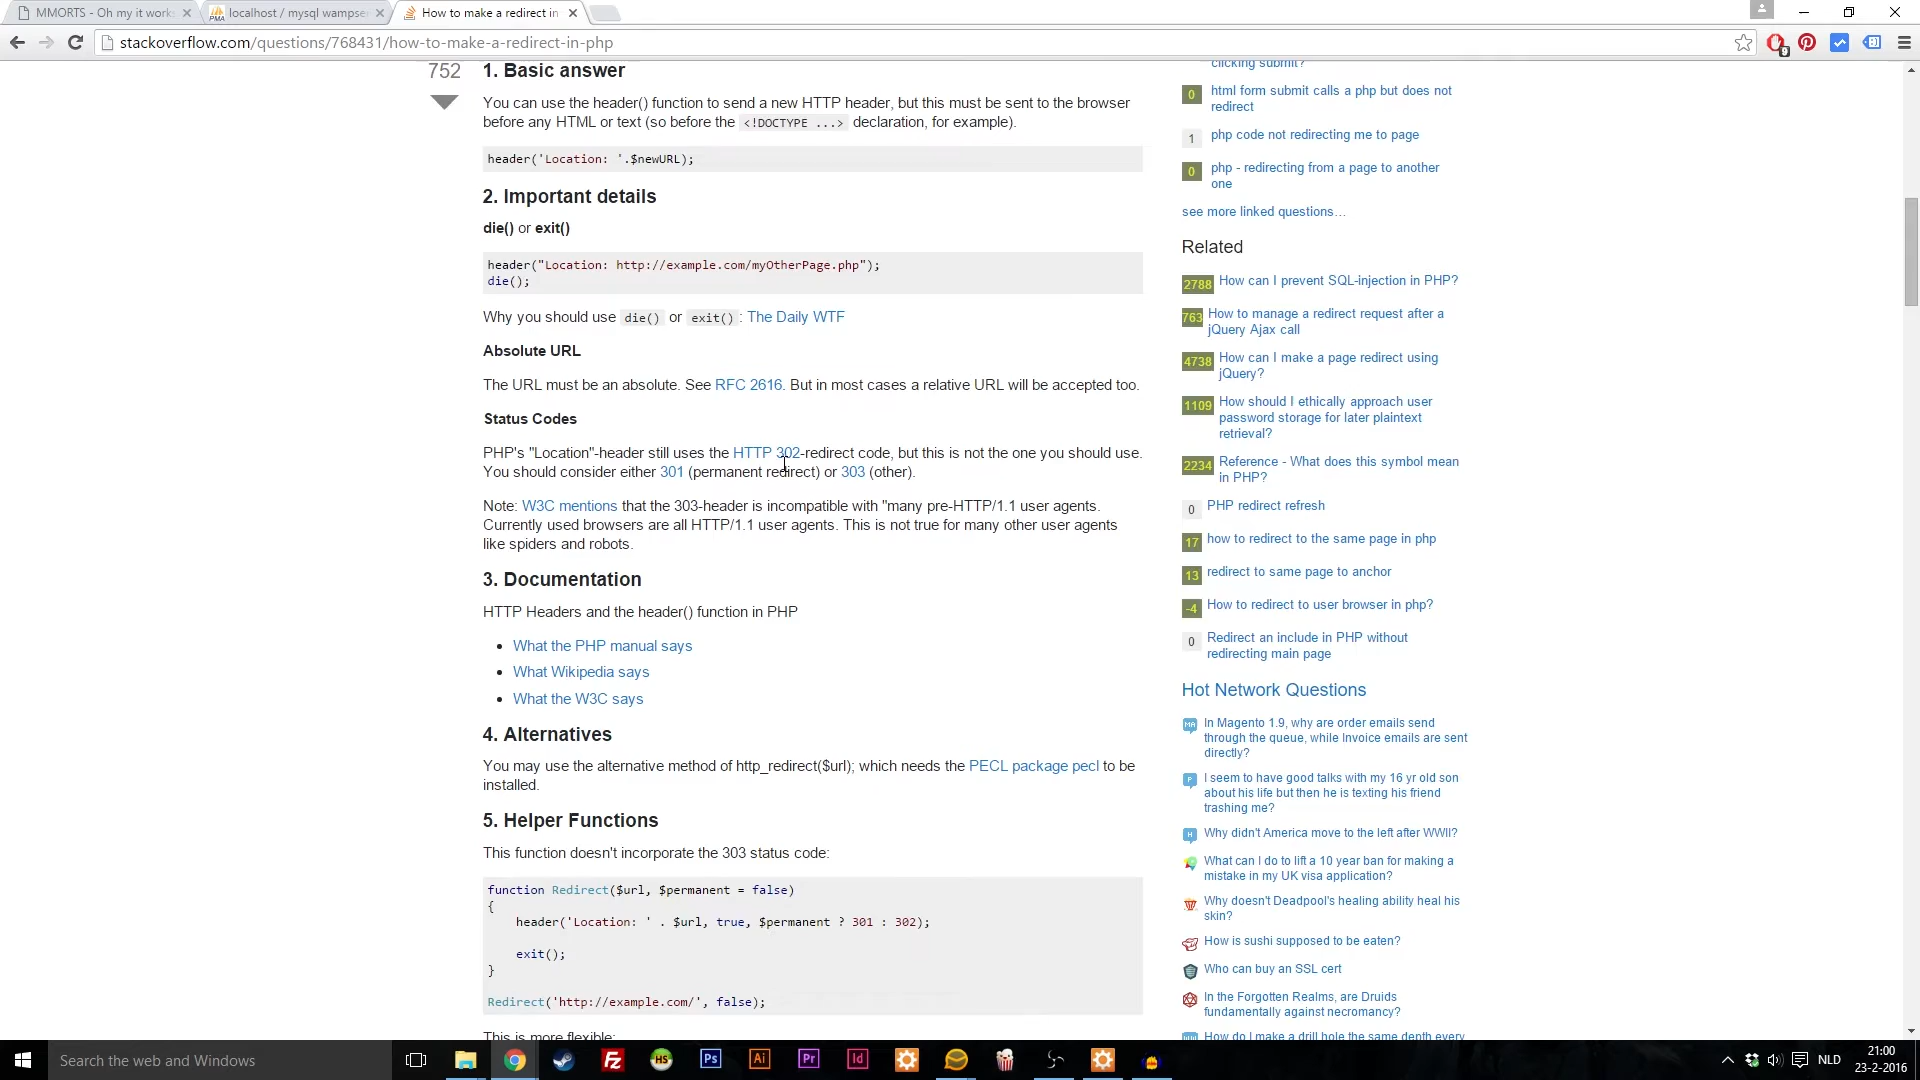 MMORTS - Oh my it work
localhost / mysql wampse
How to make a redirect in
stackoverflow.com/questions/768431/how-to-make-a-redirect-in-php
752
1. Basic answer
You can use the header() function to send a new HTTP header, but this must be sent to the browser
before any HTML or text (so before the <!DOCTYPE ...> declaration, for example).
header('Location: '.$newURL);
2. Important details
die() or exit()
header("Location: http://example.com/myOtherPage.php");
die();
Why you should use die() or exit(): The Daily WTF
Absolute URL
The URL must be an absolute. See RFC 2616. But in most cases a relative URL will be accepted too.
Status Codes
PHP's "Location"-header still uses the HTTP 302-redirect code, but this is not the one you should use.
You should consider either 301 (permanent redirect) or 303 (other).
Note: W3C mentions that the 303-header is incompatible with "many pre-HTTP/1.1 user agents.
Currently used browsers are all HTTP/1.1 user agents. This is not true for many other user agents
like spiders and robots.
3. Documentation
HTTP Headers and the header() function in PHP
• What the PHP manual says
• What Wikipedia says
• What the W3C says
4. Alternatives
You may use the alternative method of http_redirect($url); which needs the PECL package pecl to be
installed.
5. Helper Functions
This function doesn't incorporate the 303 status code:
function Redirect($url, $permanent = false)
{
header('Location: ' . $url, true, $permanent ? 301 : 302);
exit();
}
Redirect('http://example.com/', false);
This is more flexible:
clicking submit?
0 html form submit calls a php but does not
redirect
1 php code not redirecting me to page
0 php - redirecting from a page to another
one
see more linked questions…
Related
2788 How can I prevent SQL-injection in PHP?
763 How to manage a redirect request after a
jQuery Ajax call
4738 How can I make a page redirect using
jQuery?
1109 How should I ethically approach user
password storage for later plaintext
retrieval?
2234 Reference - What does this symbol mean
in PHP?
0 PHP redirect refresh
17 how to redirect to the same page in php
13 redirect to same page to anchor
-4 How to redirect to user browser in php?
0 Redirect an include in PHP without
redirecting main page
Hot Network Questions
In Magento 1.9, why are order emails send
through the queue, while Invoice emails are sent
directly?
I seem to have good talks with my 16 yr old son
about his life but then he is texting his friend
trashing me?
Why didn't America move to the left after WWII?
What can I do to lift a 10 year ban for making a
mistake in my UK visa application?
Why doesn't Deadpool's healing ability heal his
skin?
How is sushi supposed to be eaten?
Who can buy an SSL cert
In the Forgotten Realms, are Druids
fundamentally against necromancy?
How do I make a drill hole the same depth every
Search the web and Windows
HS
Ps
Ai
Pr
Id
NLD
21:00
23-2-2016